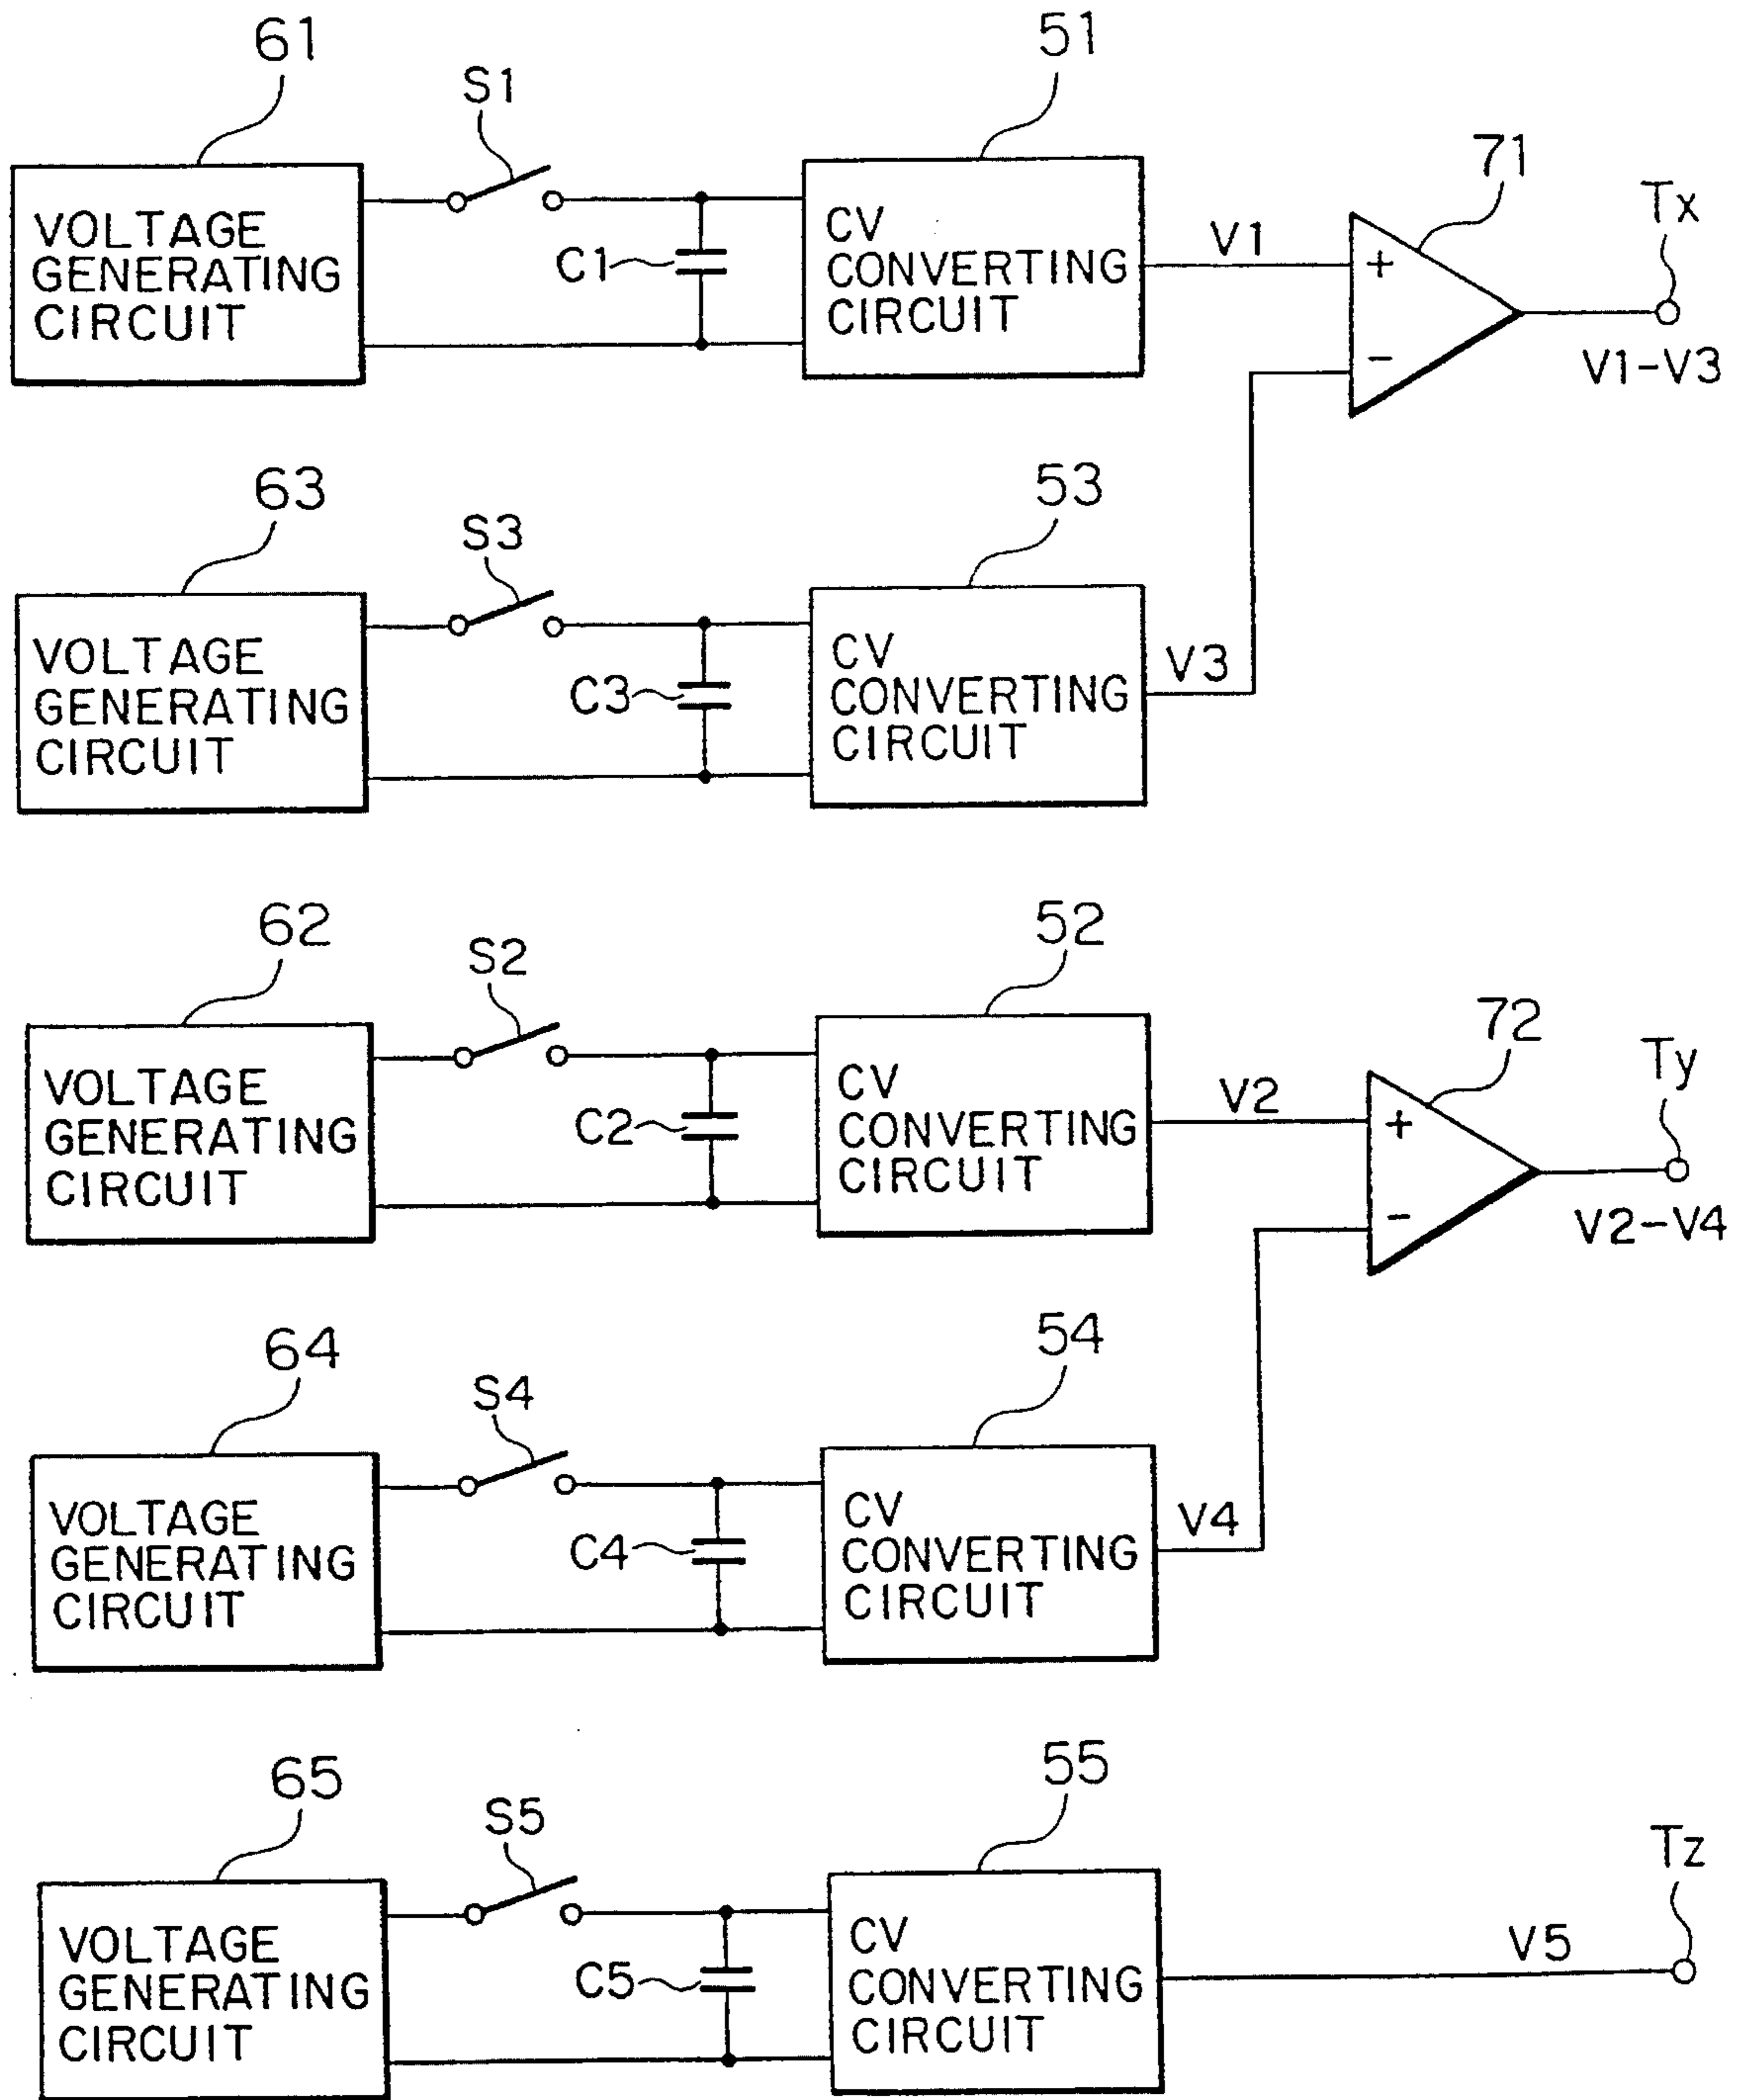 61
S1
51
71
Tx
VOLTAGE
GENERATING
CIRCUIT
C1
CV
CONVERTING
CIRCUIT
V1
+
−
V1−V3
63
S3
53
VOLTAGE
GENERATING
CIRCUIT
C3
CV
CONVERTING
CIRCUIT
V3
62
S2
52
72
Ty
VOLTAGE
GENERATING
CIRCUIT
C2
CV
CONVERTING
CIRCUIT
V2
+
−
V2−V4
64
S4
54
VOLTAGE
GENERATING
CIRCUIT
C4
CV
CONVERTING
CIRCUIT
V4
65
S5
55
Tz
VOLTAGE
GENERATING
CIRCUIT
C5
CV
CONVERTING
CIRCUIT
V5